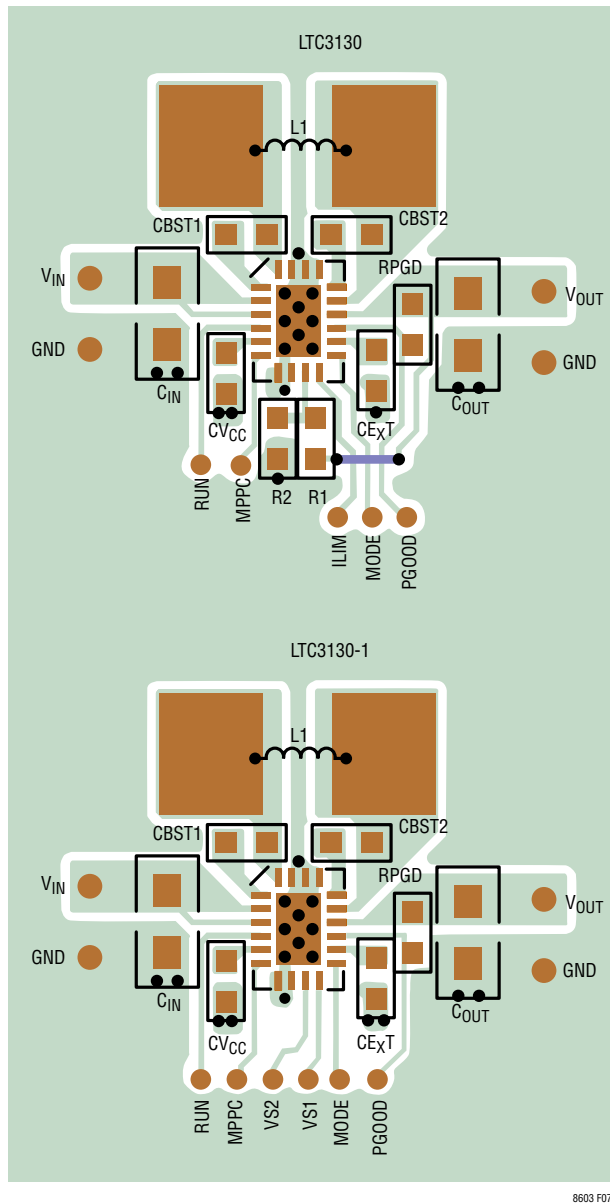 LTC3130
L1
CBST1
CBST2
RPGD
VIN
VOUT
GND
GND
CIN
COUT
CVCC
CEXT
RUN
MPPC
R2
R1
ILIM
MODE
PGOOD
LTC3130-1
L1
CBST1
CBST2
RPGD
VIN
VOUT
GND
GND
CIN
COUT
CVCC
CEXT
RUN
MPPC
VS2
VS1
MODE
PGOOD
8603 F07